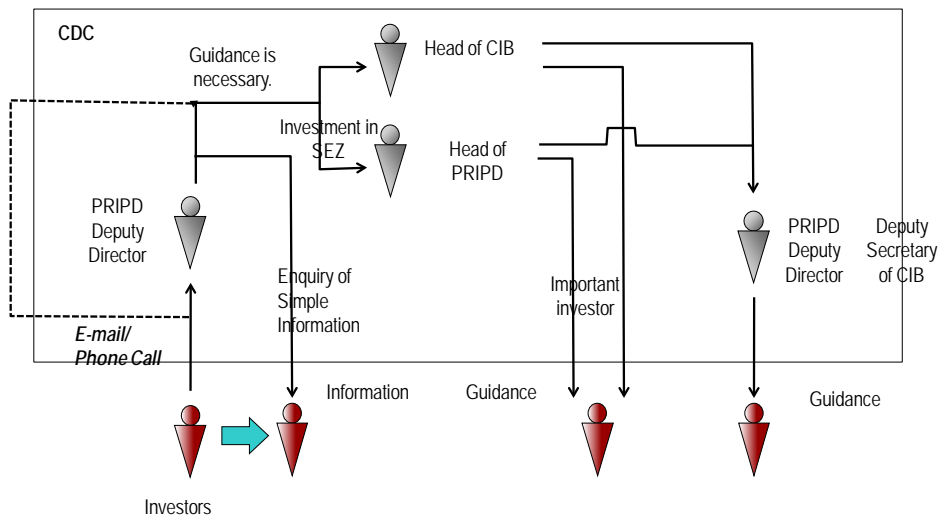 CDC
Guidance is
necessary.
Head of CIB
Investment in
SEZ
Head of
PRIPD
PRIPD
Deputy
Director
PRIPD
Deputy
Director
Deputy
Secretary
of CIB
Enquiry of
Simple
Information
Important
investor
E-mail/
Phone Call
Information
Guidance
Guidance
Investors